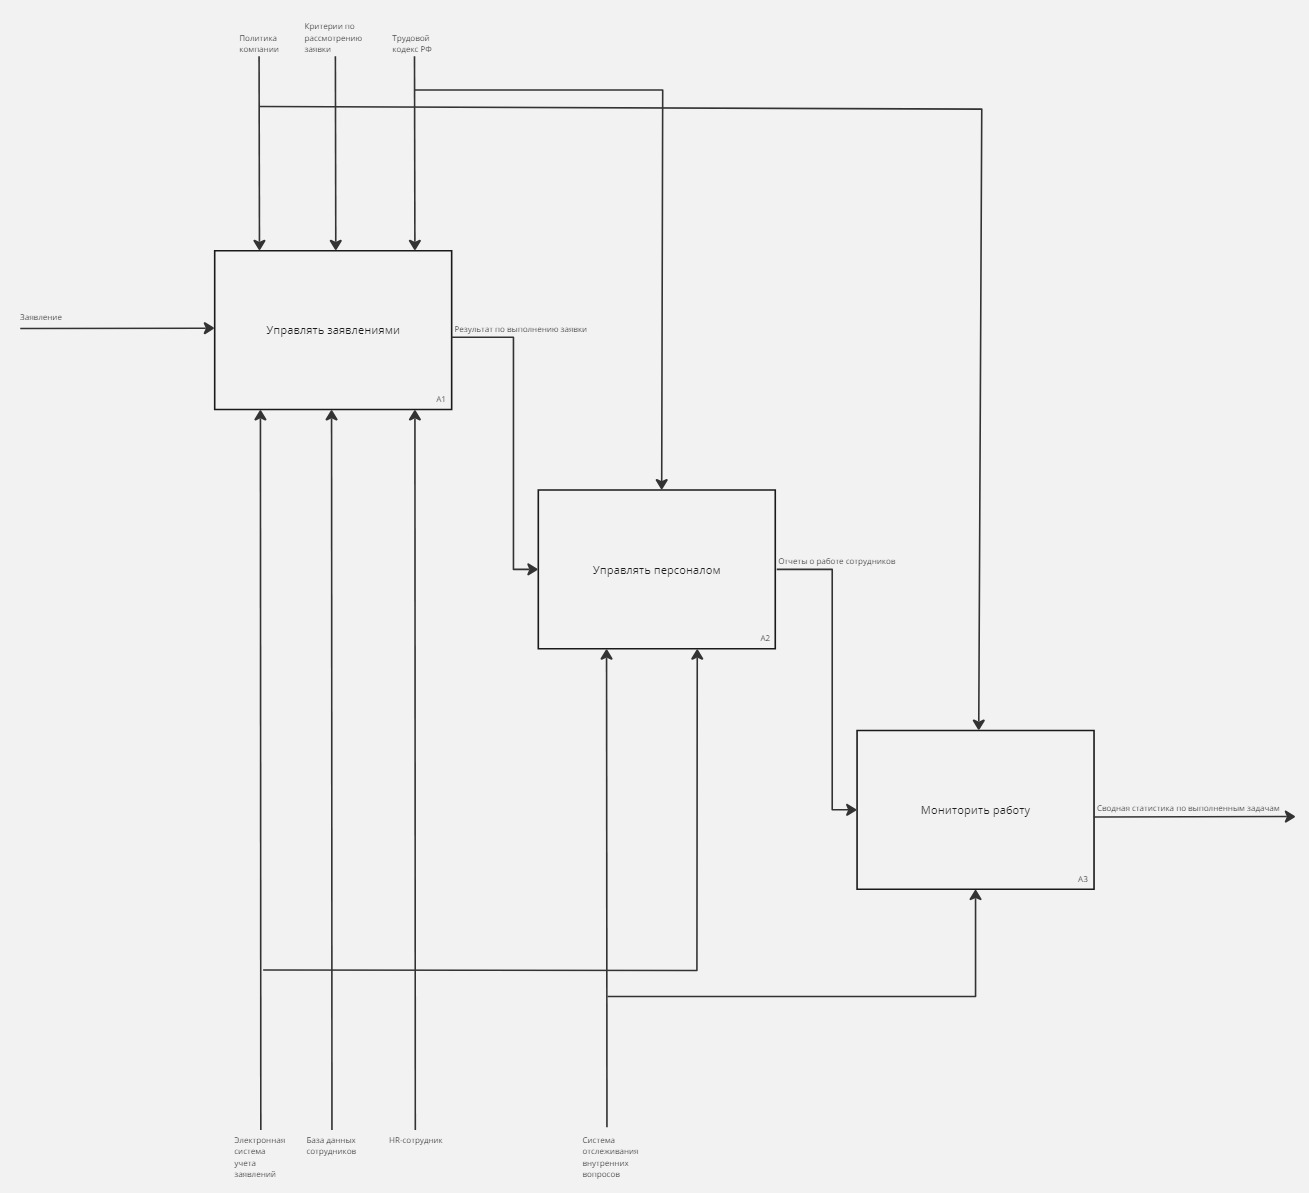 Политика
компании
Критерии по
рассмотрению
заявки
Трудовой
кодекс РФ
Заявление
Управлять заявлениями
A1
Результат по выполнению заявки
Управлять персоналом
A2
Отчеты о работе сотрудников
Мониторить работу
A3
Сводная статистика по выполненным задачам
Электронная
система
учета
заявлений
База данных
сотрудников
HR-сотрудник
Система
отслеживания
внутренних
вопросов